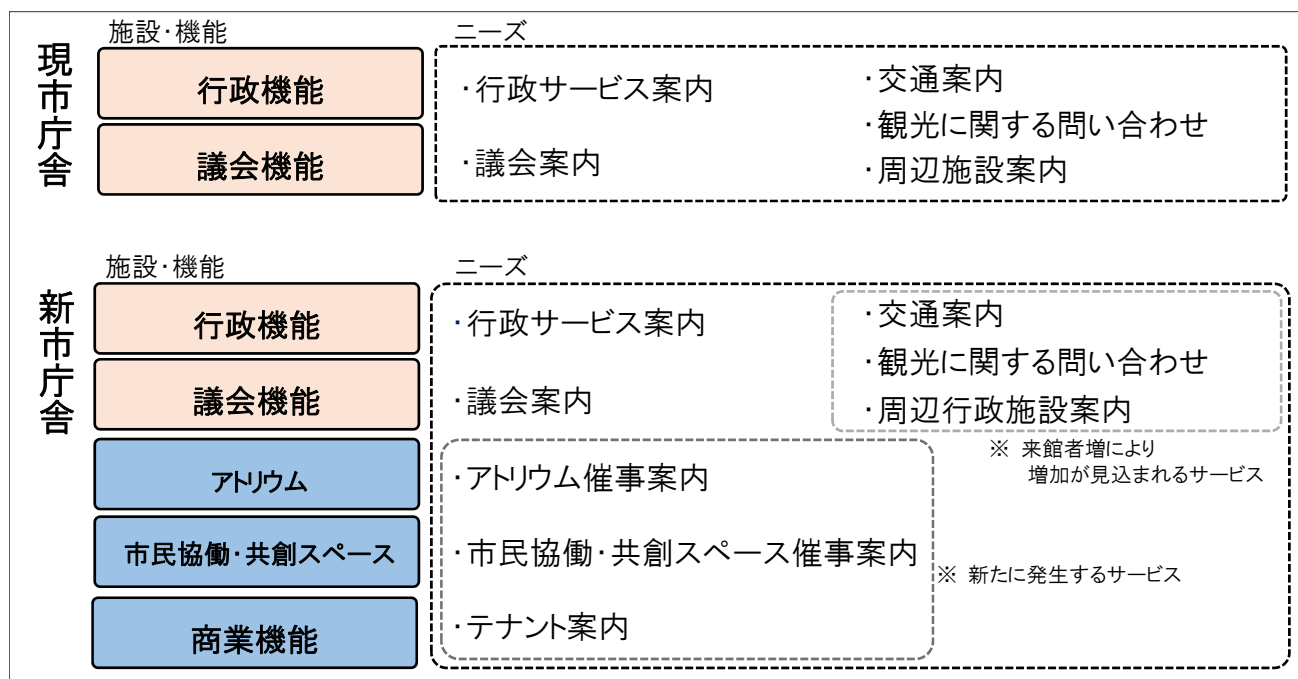 現市庁舎
施設・機能
ニーズ
行政機能
議会機能
・行政サービス案内
・議会案内
・交通案内
・観光に関する問い合わせ
・周辺施設案内
新市庁舎
施設・機能
ニーズ
行政機能
議会機能
アトリウム
市民協働・共創スペース
商業機能
・行政サービス案内
・議会案内
・交通案内
・観光に関する問い合わせ
・周辺行政施設案内
※ 来館者増により
増加が見込まれるサービス
・アトリウム催事案内
・市民協働・共創スペース催事案内
・テナント案内
※ 新たに発生するサービス